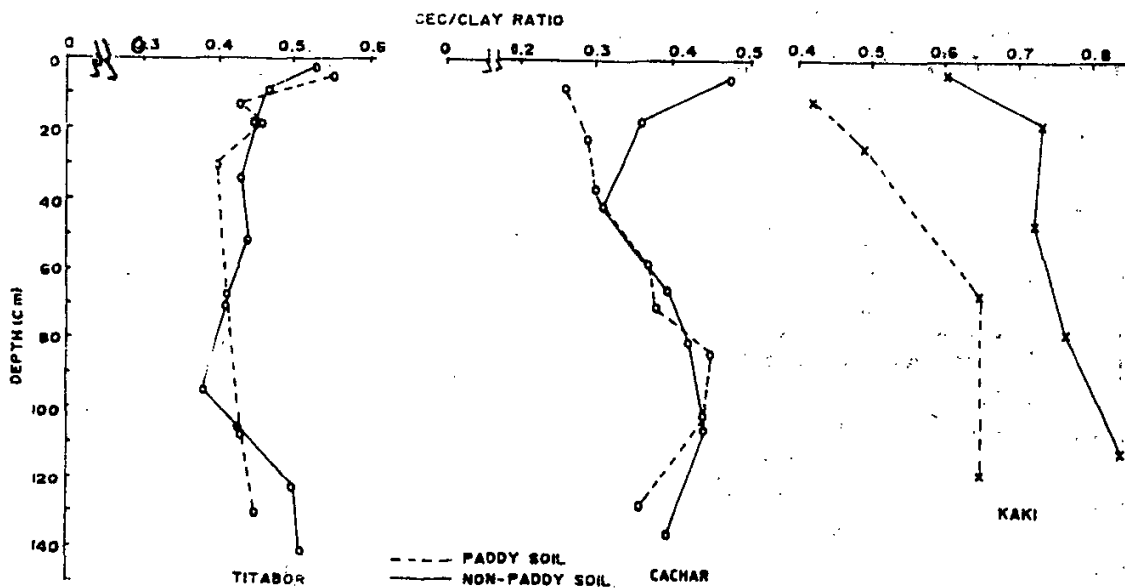 CEC/CLAY RATIO
0 0.3 0.4 0.5 0.6 0 0.2 0.3 0.4 0.5 0.4 0.5 0.6 0.7 0.8
0
20
40
60
80
100
120
140
DEPTH (Cm)
KAKI
PADDY SOIL
NON-PADDY SOIL
TITABOR
CACHAR